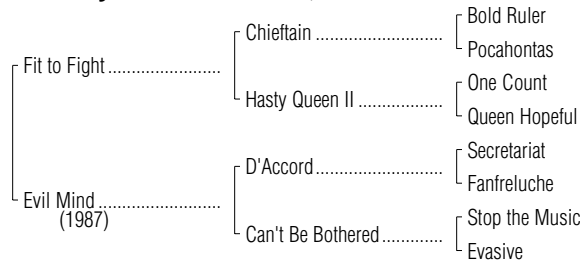 Bold Ruler
Chieftain
Pocahontas
Fit to Fight
One Count
Hasty Queen II
Queen Hopeful
Secretariat
D'Accord
Fanfreluche
Evil Mind
(1987)
Stop the Music
Can't Be Bothered
Evasive